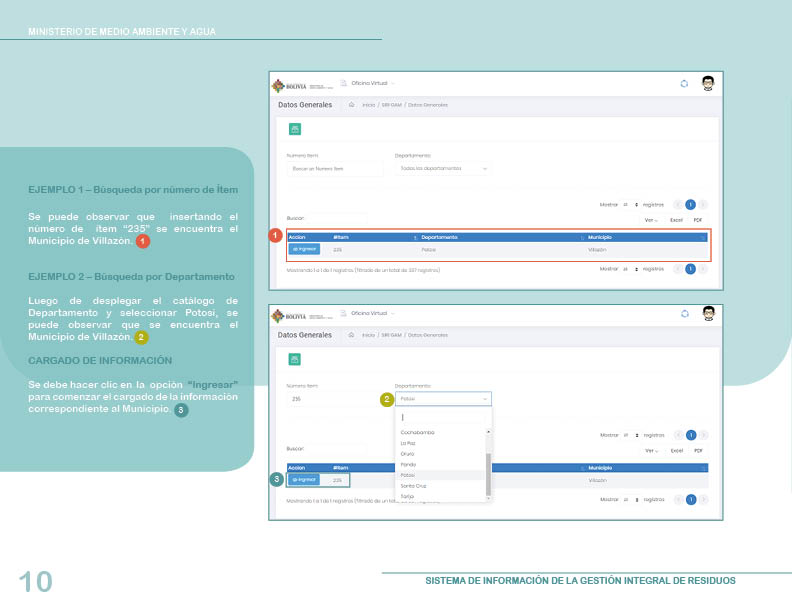 MINISTERIO DE MEDIO AMBIENTE Y AGUA
EJEMPLO 1 – Búsqueda por número de Ítem
Se puede observar que insertando el
número de ítem "235" se encuentra el
Municipio de Villazón. 1
EJEMPLO 2 – Búsqueda por Departamento
Luego de desplegar el catálogo de
Departamento y seleccionar Potosí, se
puede observar que se encuentra el
Municipio de Villazón. 2
CARGADO DE INFORMACIÓN
Se debe hacer clic en la opción "Ingresar"
para comenzar el cargado de la información
correspondiente al Municipio. 3
BOLIVIA
Oficina Virtual
Datos Generales
Inicio / SIRI GAM / Datos Generales
Número Item:
Departamento:
Buscar un Numero Item
Todos los departamentos
Mostrar registros 1
Buscar:
Ver Excel PDF
1
Accion #Item Departamento Municipio
Ingresar 235 Potosi Villazón
Mostrando 1 a 1 de 1 registros (filtrado de un total de 337 registros)
Mostrar registros 1
BOLIVIA
Oficina Virtual
Datos Generales
Inicio / SIRI GAM / Datos Generales
Número Item:
Departamento:
235
2
Potosi
Cochabamba
La Paz
Oruro
Pando
Potosi
Santa Cruz
Tarija
Mostrar registros 1
Buscar:
Ver Excel PDF
Accion #Item Municipio
3
Ingresar 235 Villazón
Mostrando 1 a 1 de 1 registros (filtrado de un
Mostrar registros 1
10
SISTEMA DE INFORMACIÓN DE LA GESTIÓN INTEGRAL DE RESIDUOS